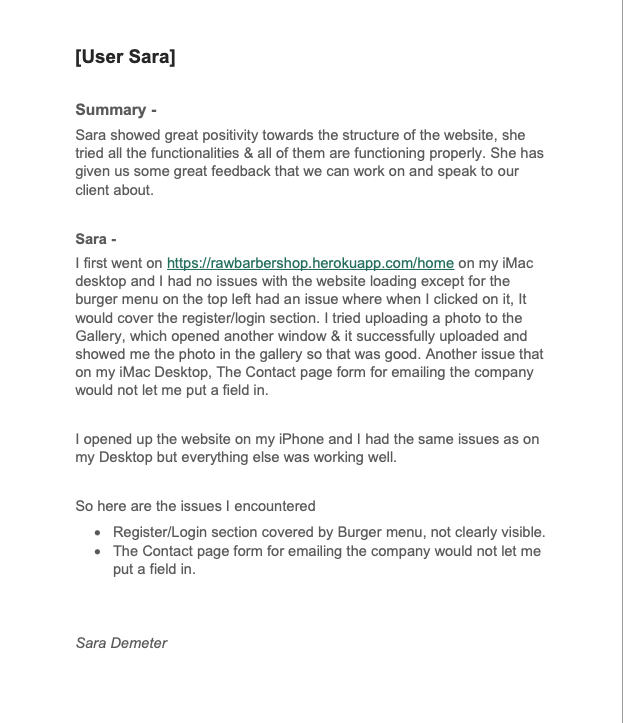 [User Sara]
Summary -
Sara showed great positivity towards the structure of the website, she
tried all the functionalities & all of them are functioning properly. She has
given us some great feedback that we can work on and speak to our
client about.
Sara -
I first went on https://rawbarbershop.herokuapp.com/home on my iMac
desktop and I had no issues with the website loading except for the
burger menu on the top left had an issue where when I clicked on it, It
would cover the register/login section. I tried uploading a photo to the
Gallery, which opened another window & it successfully uploaded and
showed me the photo in the gallery so that was good. Another issue that
on my iMac Desktop, The Contact page form for emailing the company
would not let me put a field in.
I opened up the website on my iPhone and I had the same issues as on
my Desktop but everything else was working well.
So here are the issues I encountered
• Register/Login section covered by Burger menu, not clearly visible.
• The Contact page form for emailing the company would not let me
put a field in.
Sara Demeter